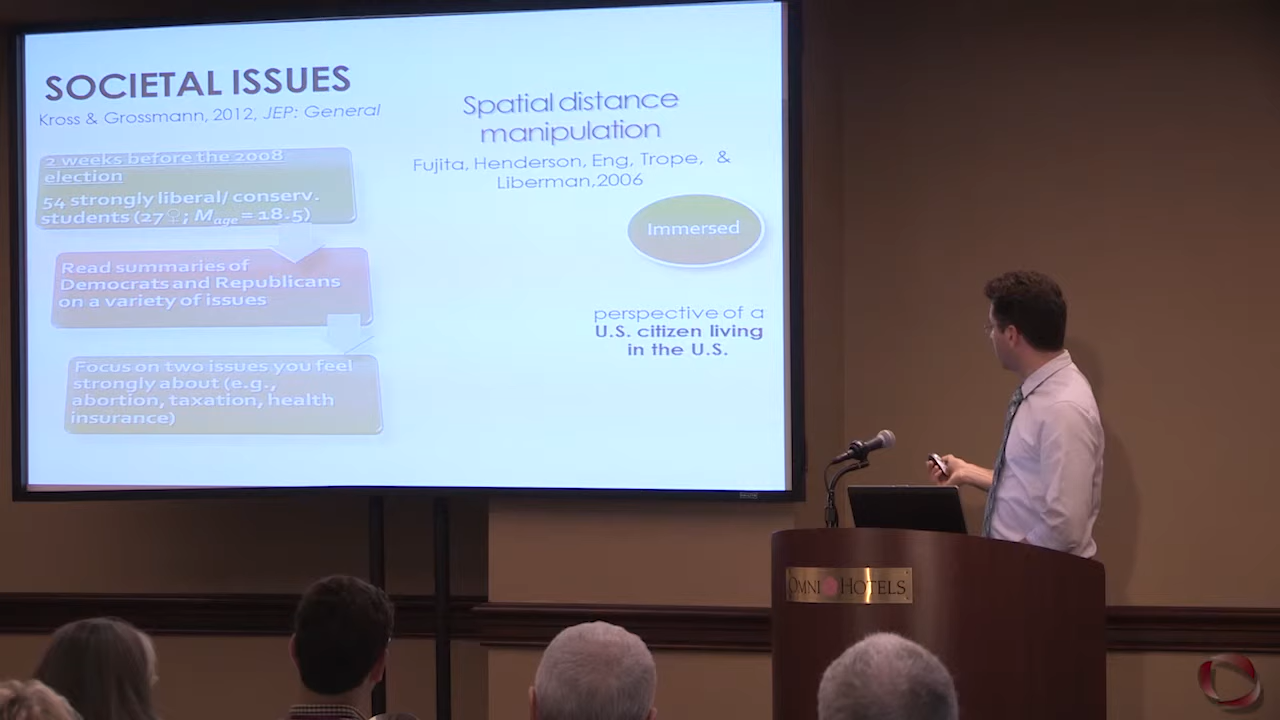 SOCIETAL ISSUES
Kross & Grossmann, 2012, JEP: General
2 weeks before the 2008
election
54 strongly liberal/ conserv.
students (27♀; Mage = 18.5)
Read summaries of
Democrats and Republicans
on a variety of issues
Focus on two issues you feel
strongly about (e.g.,
abortion, taxation, health
insurance)
Spatial distance
manipulation
Fujita, Henderson, Eng, Trope, &
Liberman,2006
Immersed
perspective of a
U.S. citizen living
in the U.S.
OMNI HOTELS